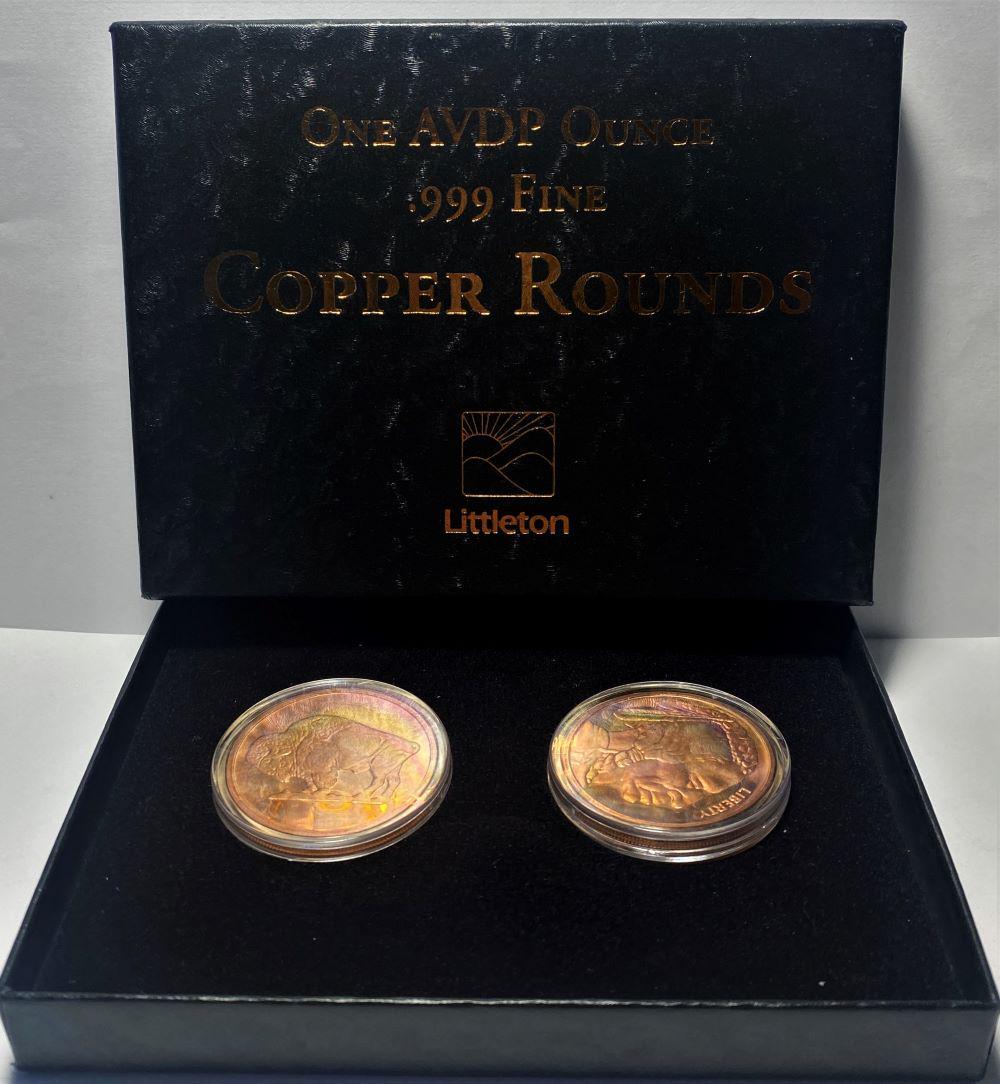 One AVDP Ounce
.999 Fine
Copper Rounds
Littleton
LIBERTY